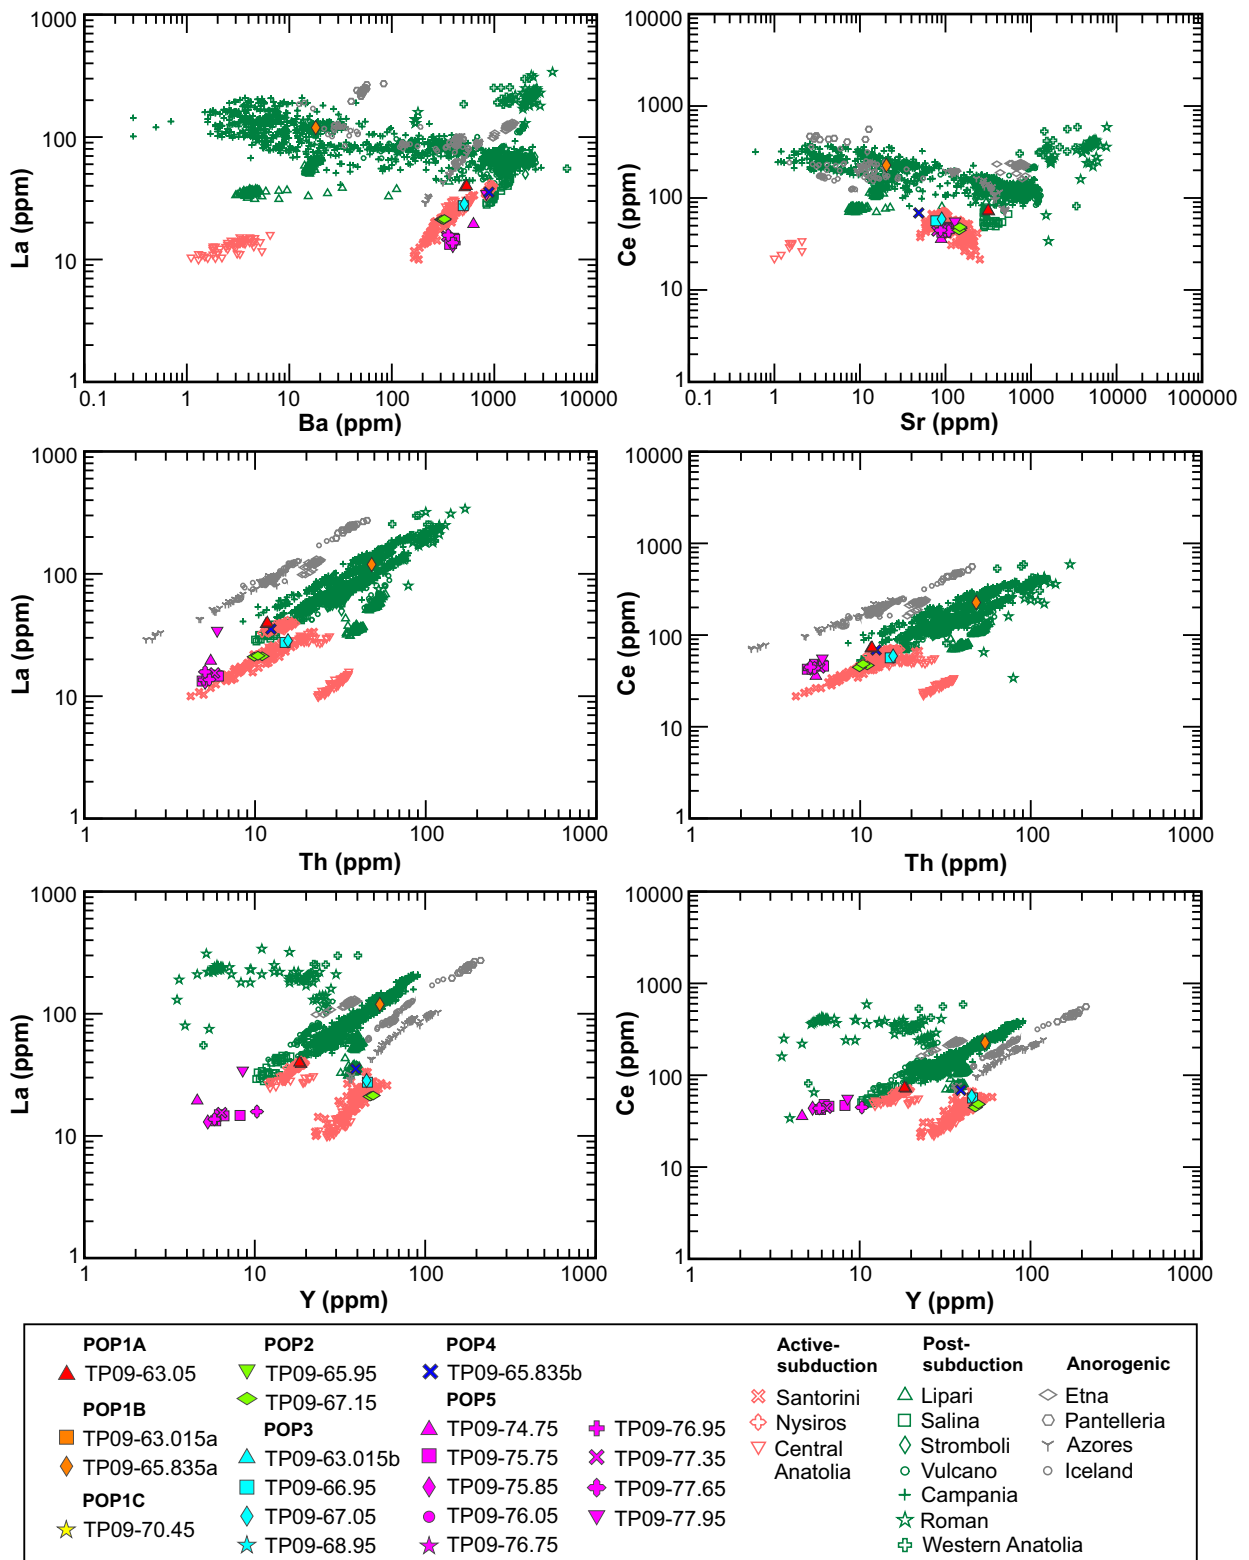 1000
100
10
1
La (ppm)
0.1 1 10 100 1000 10000
Ba (ppm)
10000
1000
100
10
1
Ce (ppm)
0.1 1 10 100 1000 10000 100000
Sr (ppm)
1000
100
10
1
La (ppm)
1 10 100 1000
Th (ppm)
10000
1000
100
10
1
Ce (ppm)
1 10 100 1000
Th (ppm)
1000
100
10
1
La (ppm)
1 10 100 1000
Y (ppm)
10000
1000
100
10
1
Ce (ppm)
1 10 100 1000
Y (ppm)
POP1A
TP09-63.05
POP1B
TP09-63.015a
TP09-65.835a
POP1C
TP09-70.45
POP2
TP09-65.95
TP09-67.15
POP3
TP09-63.015b
TP09-66.95
TP09-67.05
TP09-68.95
POP4
TP09-65.835b
POP5
TP09-74.75
TP09-75.75
TP09-75.85
TP09-76.05
TP09-76.75
TP09-76.95
TP09-77.35
TP09-77.65
TP09-77.95
Active-
subduction
Santorini
Nysiros
Central
Anatolia
Post-
subduction
Lipari
Salina
Stromboli
Vulcano
Campania
Roman
Western Anatolia
Anorogenic
Etna
Pantelleria
Azores
Iceland